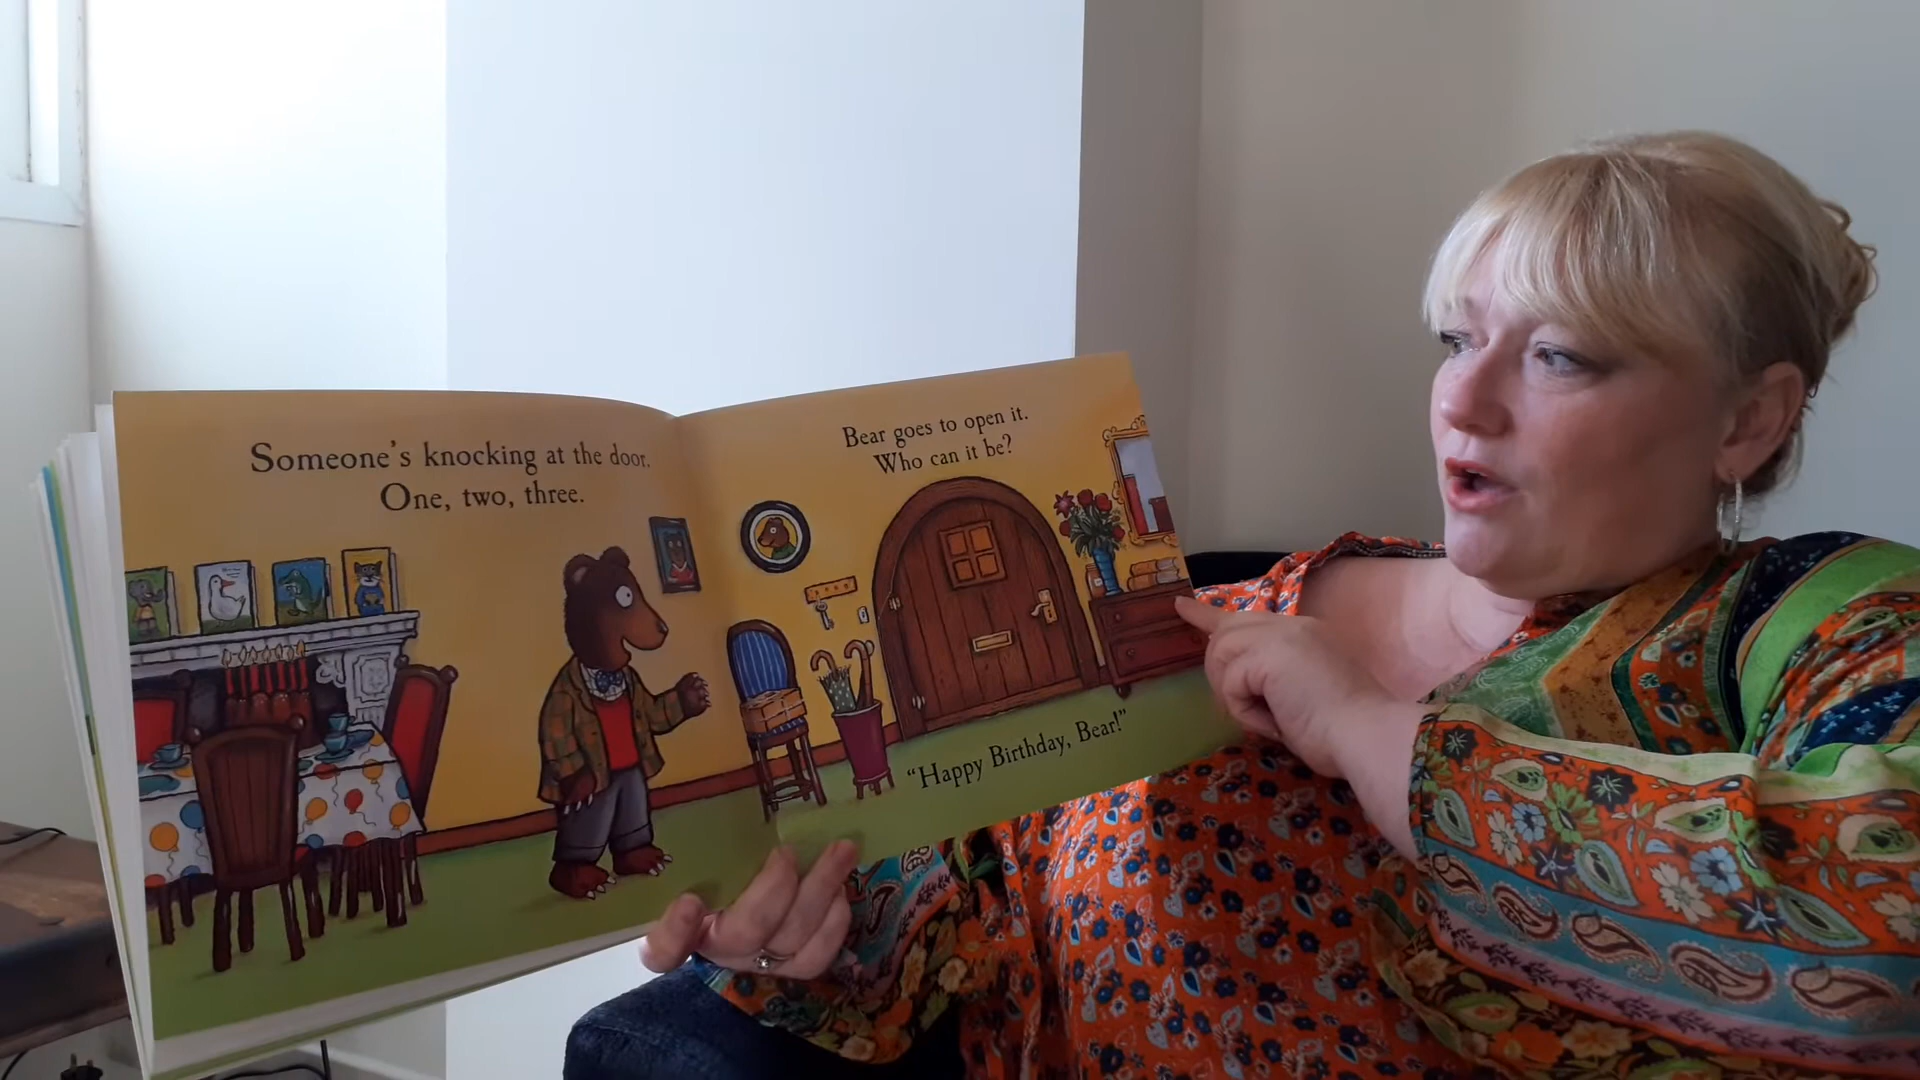 Someone's knocking at the door.
One, two, three.
Bear goes to open it.
Who can it be?
"Happy Birthday, Bear!"